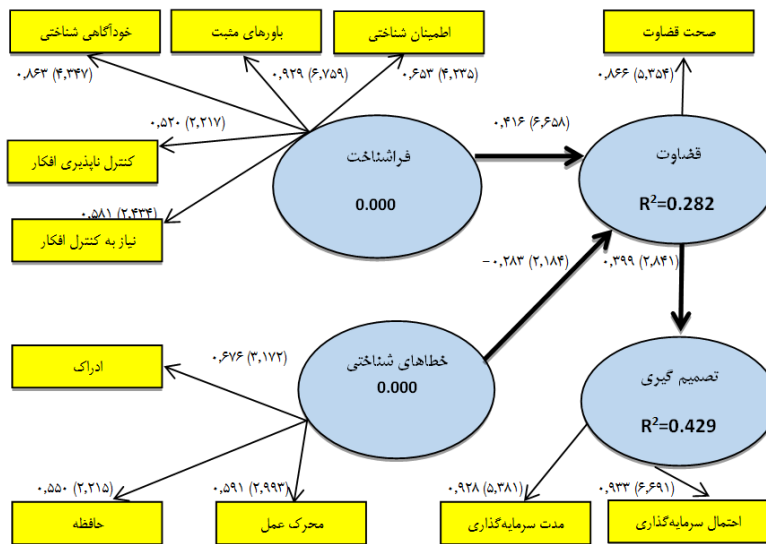 خودآگاهی شناختی
باورهای مثبت
اطمینان شناختی
صحت قضاوت
۰,۸۶۳ (۴,۳۴۷)
۰,۹۲۹ (۶,۷۵۹)
۰,۶۵۳ (۴,۲۳۵)
۰,۸۶۶ (۵,۳۵۴)
۰,۵۲۰ (۲,۲۱۷)
۰,۴۱۶ (۶,۶۵۸)
کنترل ناپذیری افکار
فراشناخت
0.000
قضاوت
R²=0.282
۰,۵۸۱ (۲,۴۳۴)
نیاز به کنترل افکار
−۰,۲۸۳ (۲,۱۸۴)
۰,۳۹۹ (۲,۸۴۱)
ادراک
۰,۶۷۶ (۳,۱۷۲)
خطاهای شناختی
0.000
تصمیم گیری
R²=0.429
۰,۵۵۰ (۲,۲۱۵)
۰,۵۹۱ (۲,۹۹۳)
۰,۹۲۸ (۵,۳۸۱)
۰,۹۳۳ (۶,۶۹۱)
حافظه
محرک عمل
مدت سرمایه‌گذاری
احتمال سرمایه‌گذاری